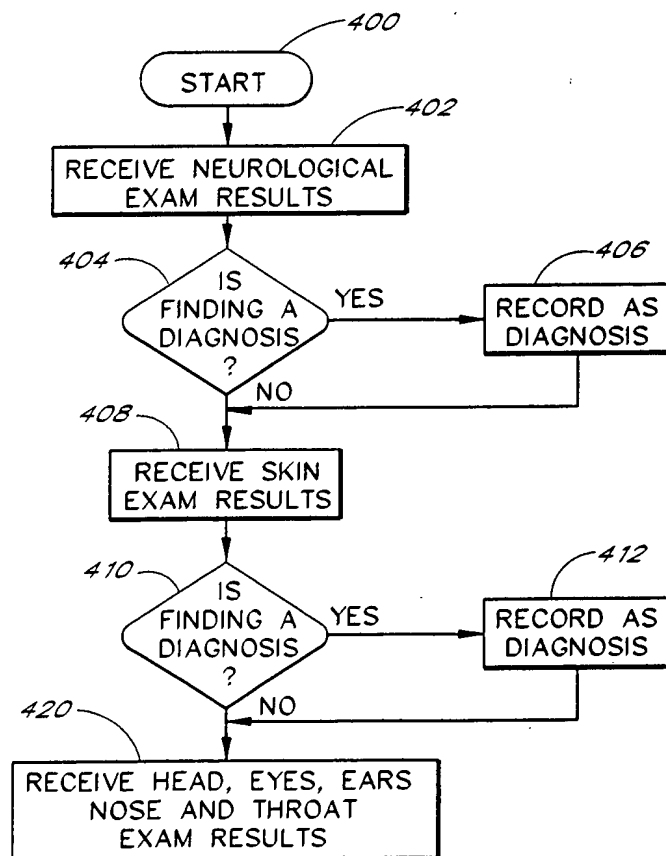 400
START
402
RECEIVE NEUROLOGICAL
EXAM RESULTS
404
IS
FINDING A
DIAGNOSIS
?
YES
406
RECORD AS
DIAGNOSIS
NO
408
RECEIVE SKIN
EXAM RESULTS
410
IS
FINDING A
DIAGNOSIS
?
YES
412
RECORD AS
DIAGNOSIS
NO
420
RECEIVE HEAD, EYES, EARS
NOSE AND THROAT
EXAM RESULTS